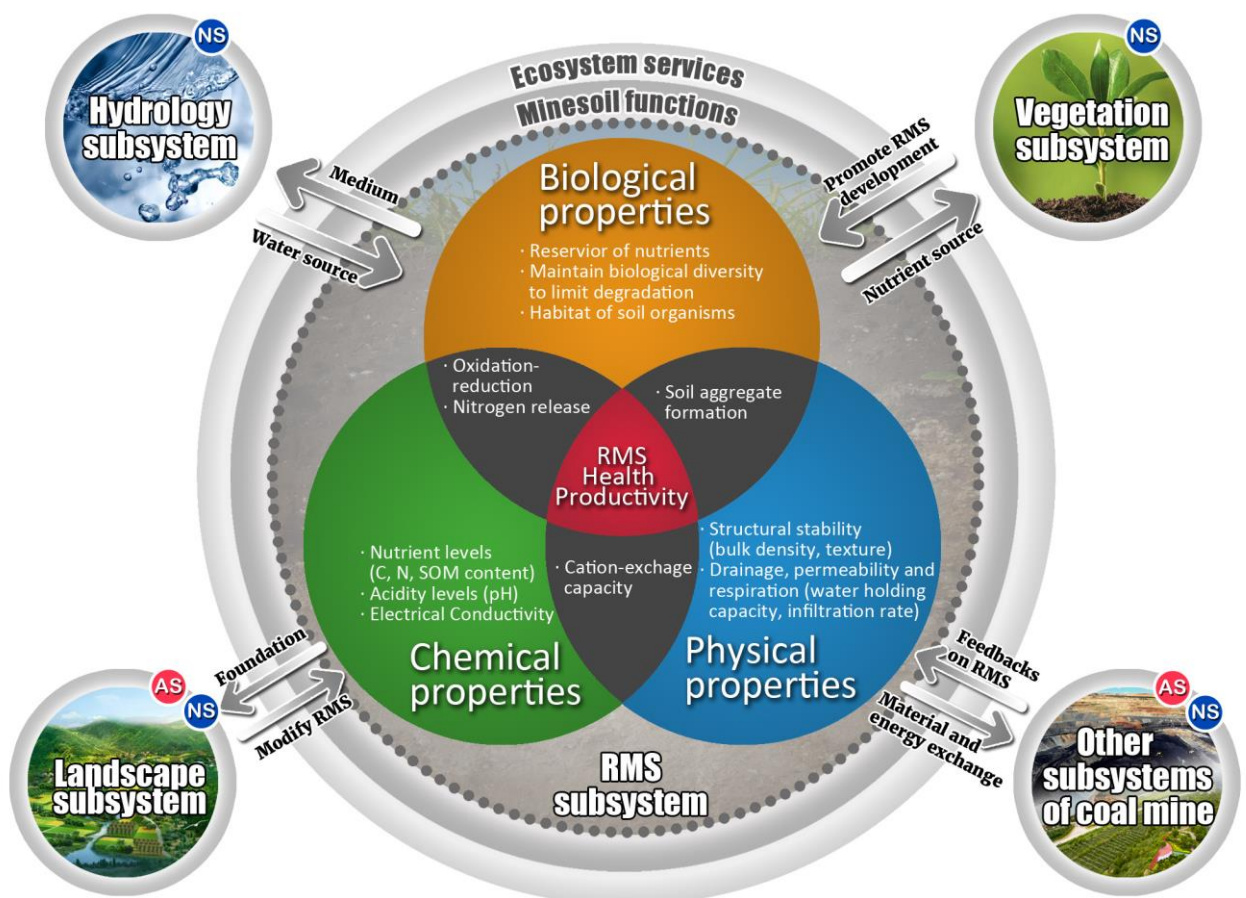 NS
Hydrology
subsystem
Ecosystem services
Minesoil functions
NS
Vegetation
subsystem
Medium
Water source
Promote RMS
development
Nutrient source
Biological
properties
· Reservior of nutrients
· Maintain biological diversity
to limit degradation
· Habitat of soil organisms
· Oxidation-
reduction
· Nitrogen release
· Soil aggregate
formation
RMS
Health
Productivity
· Nutrient levels
(C, N, SOM content)
· Acidity levels (pH)
· Electrical Conductivity
· Cation-exchage
capacity
· Structural stability
(bulk density, texture)
· Drainage, permeability and
respiration (water holding
capacity, infiltration rate)
Chemical
properties
Physical
properties
Foundation
Modify RMS
Feedbacks
on RMS
Material and
energy exchange
AS
NS
Landscape
subsystem
RMS
subsystem
AS
NS
Other
subsystems
of coal mine